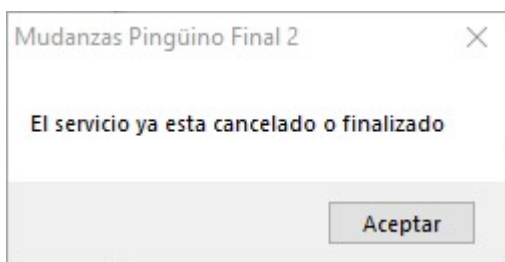 Mudanzas Pingüino Final 2
El servicio ya esta cancelado o finalizado
Aceptar